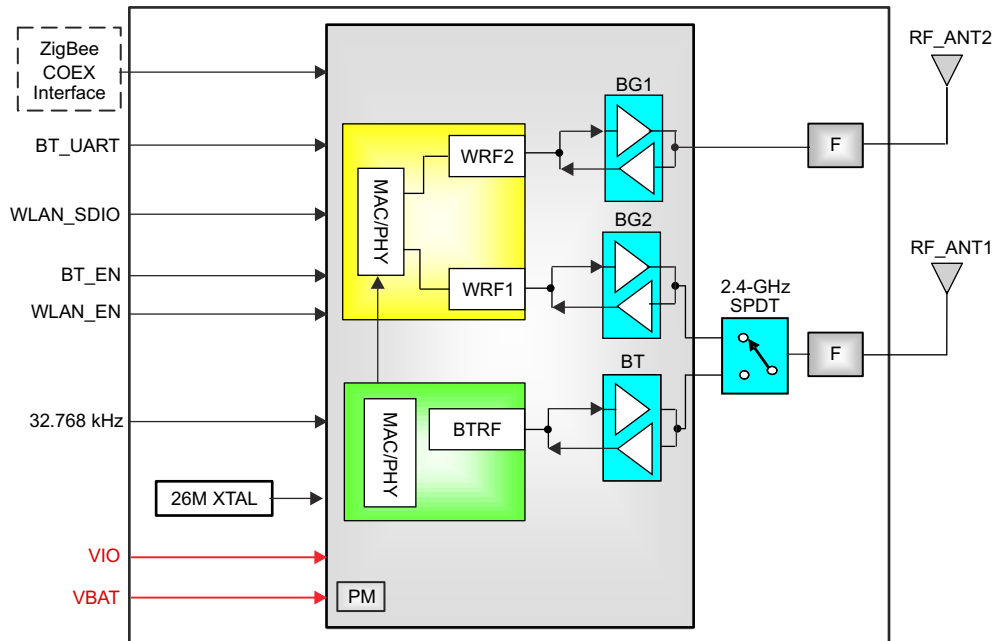 ZigBee
COEX
Interface
BT_UART
WLAN_SDIO
BT_EN
WLAN_EN
32.768 kHz
26M XTAL
VIO
VBAT
MAC/PHY
WRF2
WRF1
MAC/PHY
BTRF
PM
BG1
BG2
BT
2.4-GHz
SPDT
F
F
RF_ANT2
RF_ANT1